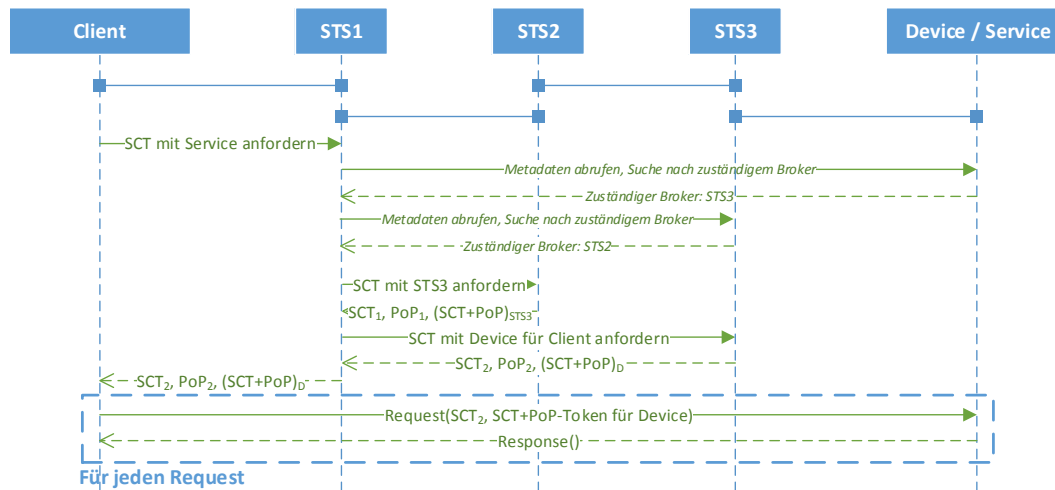 Client
STS1
STS2
STS3
Device / Service
SCT mit Service anfordern
Metadaten abrufen, Suche nach zuständigem Broker
Zuständiger Broker: STS3
Metadaten abrufen, Suche nach zuständigem Broker
Zuständiger Broker: STS2
SCT mit STS3 anfordern
SCT₁, PoP₁, (SCT+PoP)STS3
SCT mit Device für Client anfordern
SCT₂, PoP₂, (SCT+PoP)D
SCT₂, PoP₂, (SCT+PoP)D
Request(SCT₂, SCT+PoP-Token für Device)
Response()
Für jeden Request